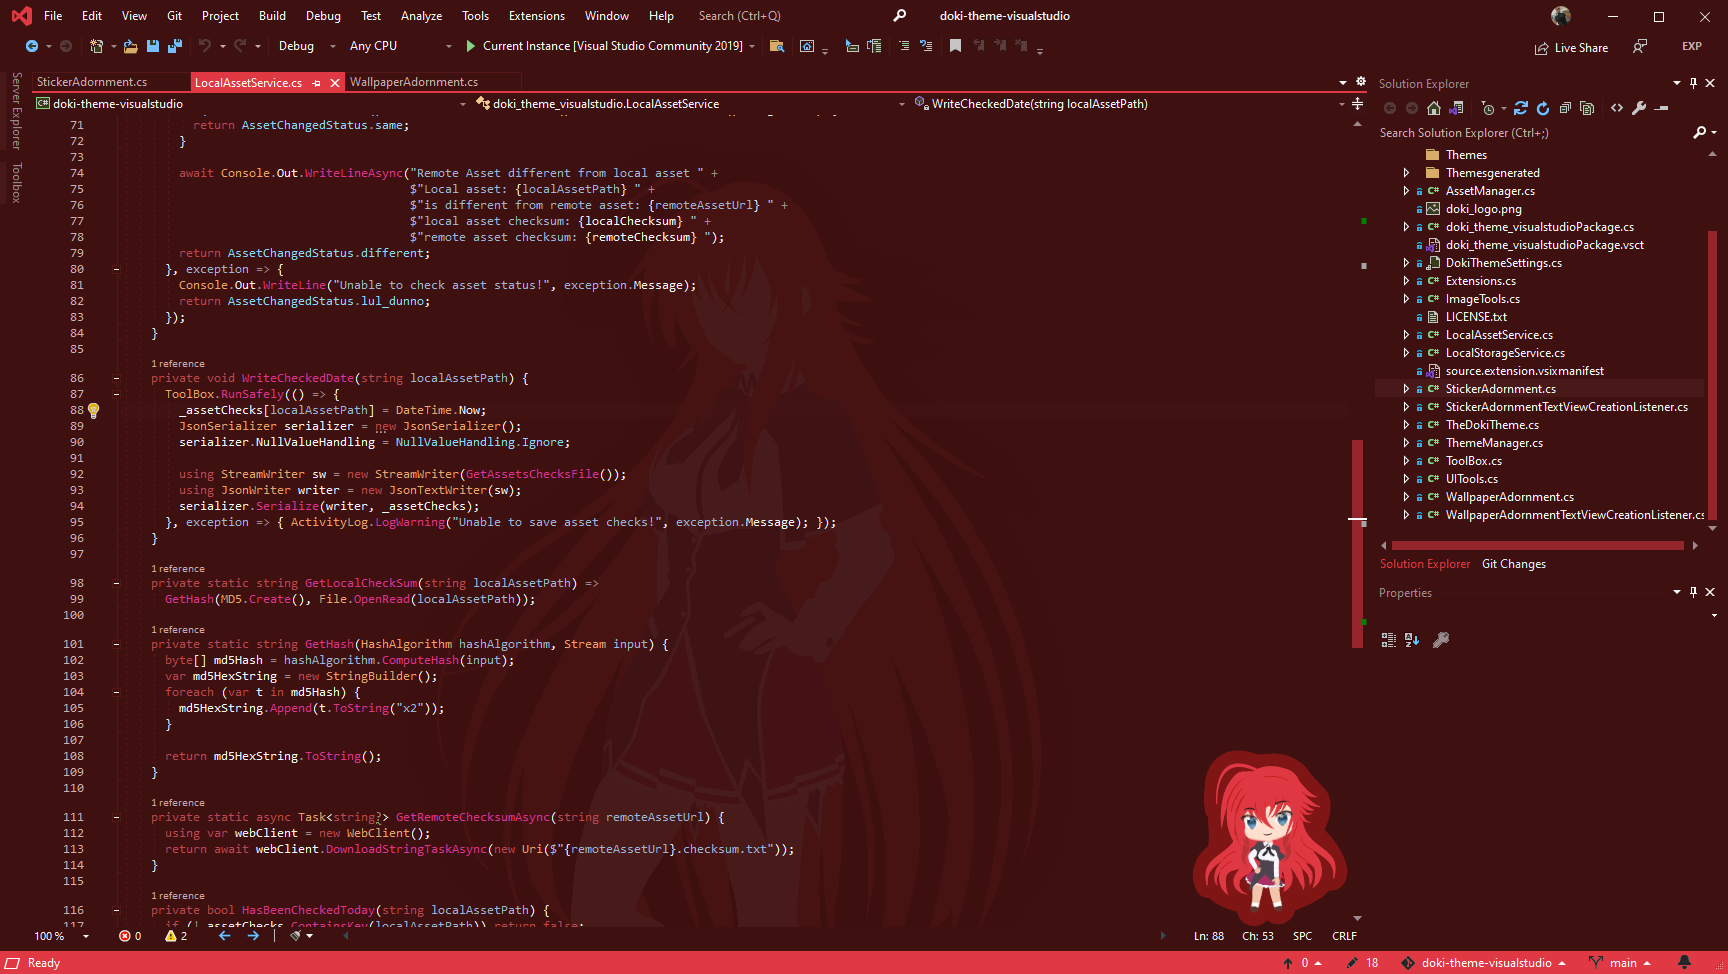 File Edit View Git Project Build Debug Test Analyze Tools Extensions Window Help Search (Ctrl+Q) doki-theme-visualstudio
Debug Any CPU Current Instance [Visual Studio Community 2019] Live Share EXP
Server Explorer
Toolbox
StickerAdornment.cs LocalAssetService.cs WallpaperAdornment.cs
doki-theme-visualstudio doki_theme_visualstudio.LocalAssetService WriteCheckedDate(string localAssetPath)
71 return AssetChangedStatus.same;
72 }
73
74 await Console.Out.WriteLineAsync("Remote Asset different from local asset " +
75 $"Local asset: {localAssetPath} " +
76 $"is different from remote asset: {remoteAssetUrl} " +
77 $"local asset checksum: {localChecksum} " +
78 $"remote asset checksum: {remoteChecksum} ");
79 return AssetChangedStatus.different;
80 }, exception => {
81 Console.Out.WriteLine("Unable to check asset status!", exception.Message);
82 return AssetChangedStatus.lul_dunno;
83 });
84 }
85
1 reference
86 private void WriteCheckedDate(string localAssetPath) {
87 ToolBox.RunSafely(() => {
88 _assetChecks[localAssetPath] = DateTime.Now;
89 JsonSerializer serializer = new JsonSerializer();
90 serializer.NullValueHandling = NullValueHandling.Ignore;
91
92 using StreamWriter sw = new StreamWriter(GetAssetsChecksFile());
93 using JsonWriter writer = new JsonTextWriter(sw);
94 serializer.Serialize(writer, _assetChecks);
95 }, exception => { ActivityLog.LogWarning("Unable to save asset checks!", exception.Message); });
96 }
97
1 reference
98 private static string GetLocalCheckSum(string localAssetPath) =>
99 GetHash(MD5.Create(), File.OpenRead(localAssetPath));
100
1 reference
101 private static string GetHash(HashAlgorithm hashAlgorithm, Stream input) {
102 byte[] md5Hash = hashAlgorithm.ComputeHash(input);
103 var md5HexString = new StringBuilder();
104 foreach (var t in md5Hash) {
105 md5HexString.Append(t.ToString("x2"));
106 }
107
108 return md5HexString.ToString();
109 }
110
1 reference
111 private static async Task<string?> GetRemoteChecksumAsync(string remoteAssetUrl) {
112 using var webClient = new WebClient();
113 return await webClient.DownloadStringTaskAsync(new Uri($"{remoteAssetUrl}.checksum.txt"));
114 }
115
1 reference
116 private bool HasBeenCheckedToday(string localAssetPath) {
117 if (!_assetChecks.ContainsKey(localAssetPath)) return false;
100 % 0 2 Ln: 88 Ch: 53 SPC CRLF
Solution Explorer
Search Solution Explorer (Ctrl+;)
Themes
Themesgenerated
AssetManager.cs
doki_logo.png
doki_theme_visualstudioPackage.cs
doki_theme_visualstudioPackage.vsct
DokiThemeSettings.cs
Extensions.cs
ImageTools.cs
LICENSE.txt
LocalAssetService.cs
LocalStorageService.cs
source.extension.vsixmanifest
StickerAdornment.cs
StickerAdornmentTextViewCreationListener.cs
TheDokiTheme.cs
ThemeManager.cs
ToolBox.cs
UITools.cs
WallpaperAdornment.cs
WallpaperAdornmentTextViewCreationListener.cs
Solution Explorer Git Changes
Properties
Ready 0 18 doki-theme-visualstudio main